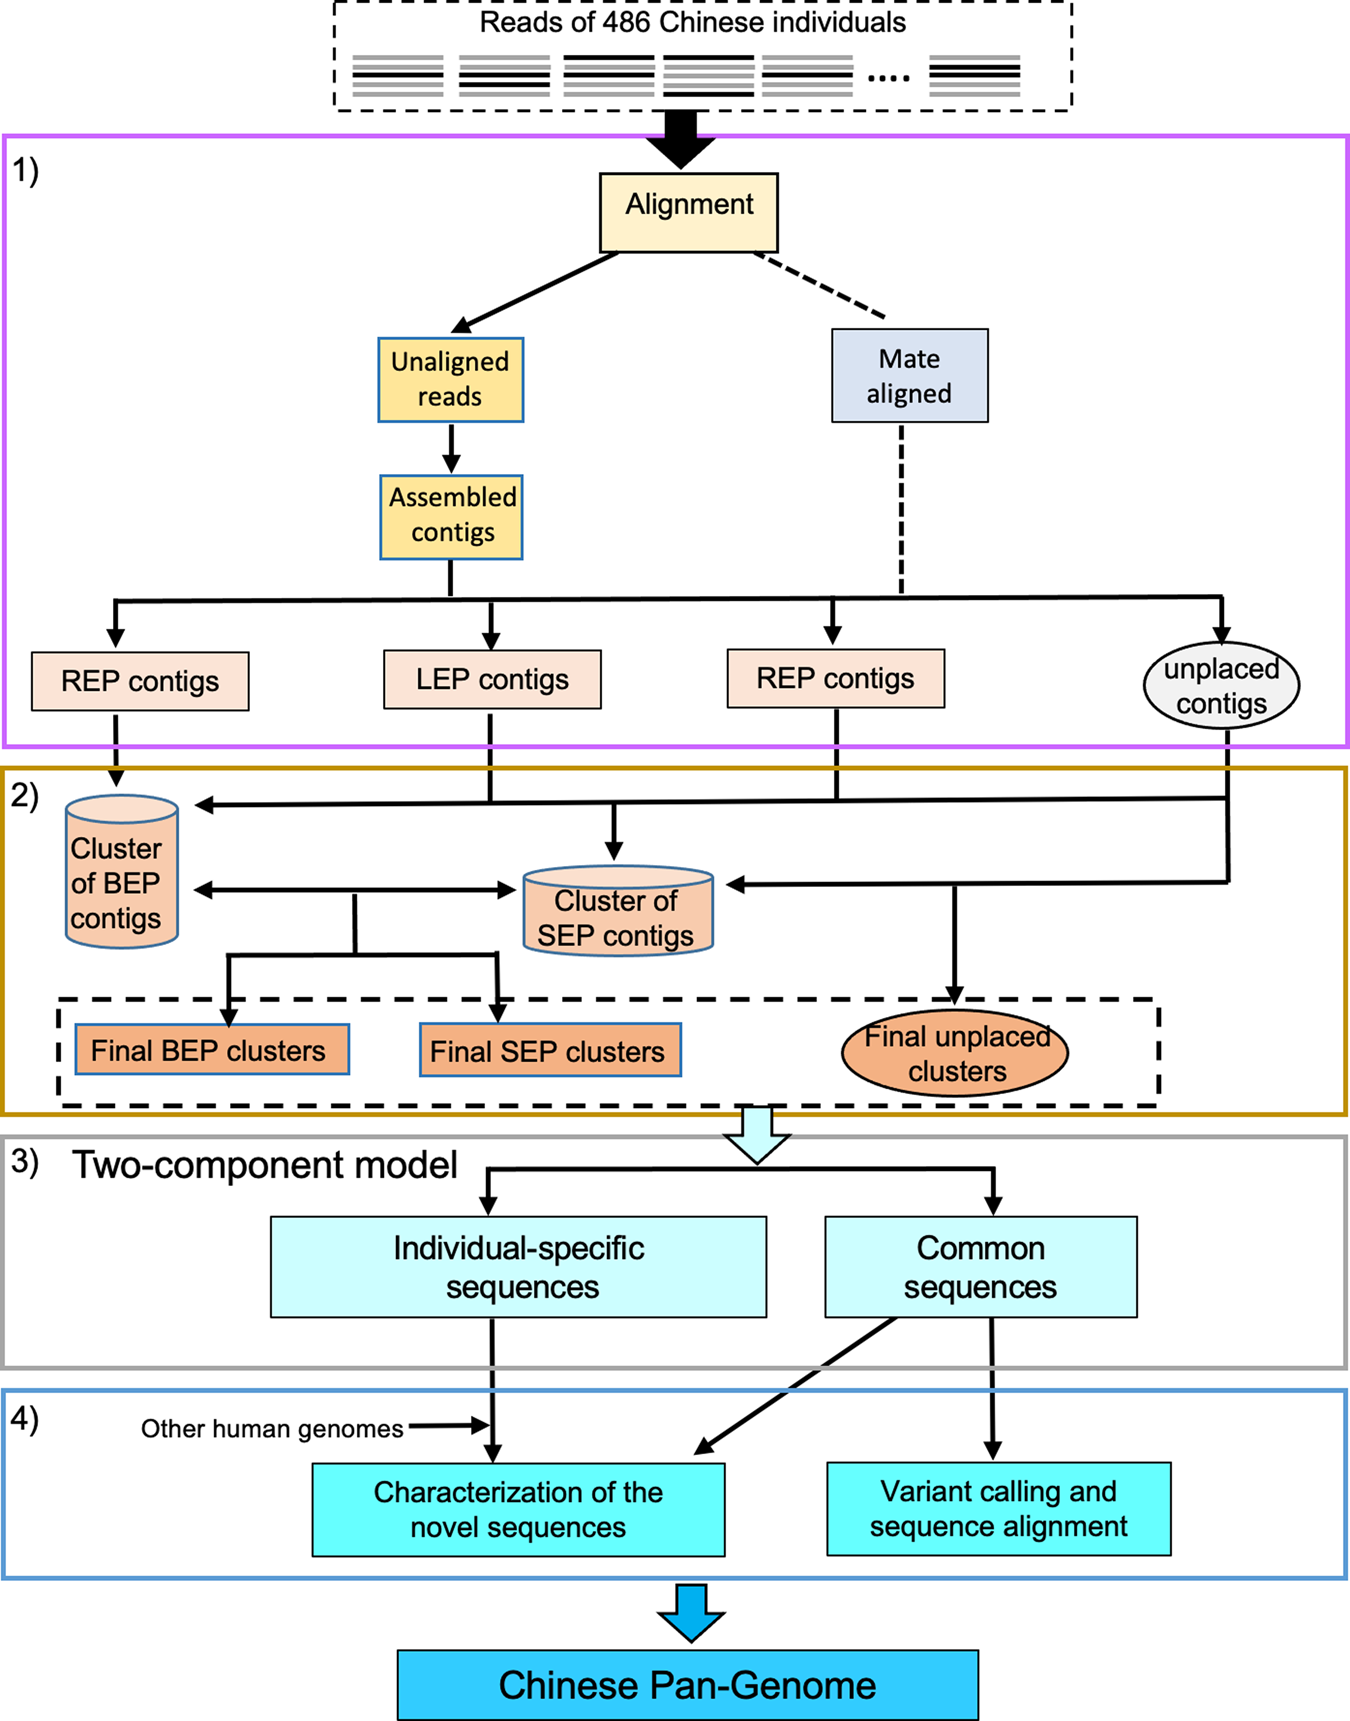 Reads of 486 Chinese individuals
....
1)
Alignment
Unaligned
reads
Mate
aligned
Assembled
contigs
REP contigs
LEP contigs
REP contigs
unplaced
contigs
2)
Cluster
of BEP
contigs
Cluster of
SEP contigs
Final BEP clusters
Final SEP clusters
Final unplaced
clusters
3)
Two-component model
Individual-specific
sequences
Common
sequences
4)
Other human genomes
Characterization of the
novel sequences
Variant calling and
sequence alignment
Chinese Pan-Genome